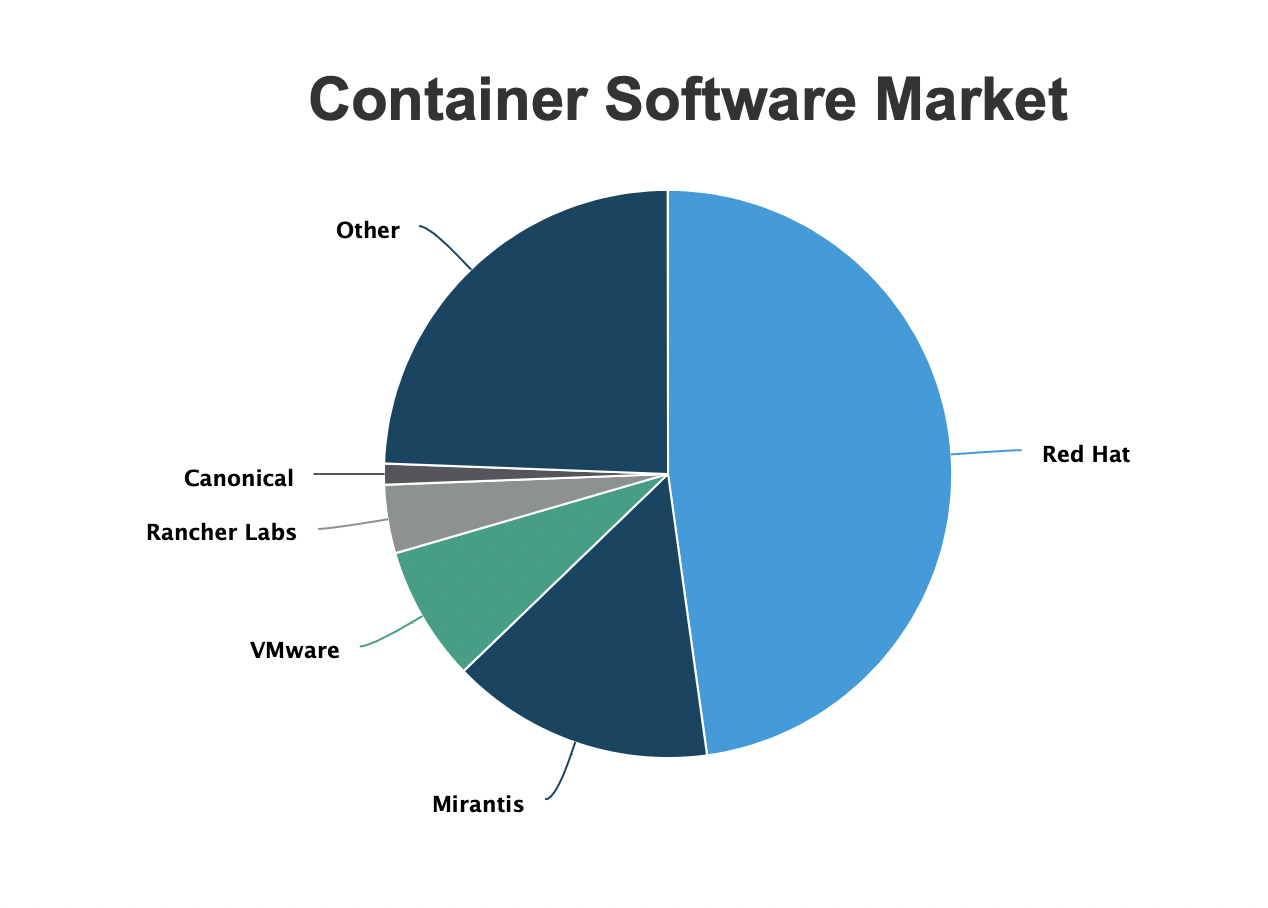 Container Software Market
Other
Red Hat
Canonical
Rancher Labs
VMware
Mirantis